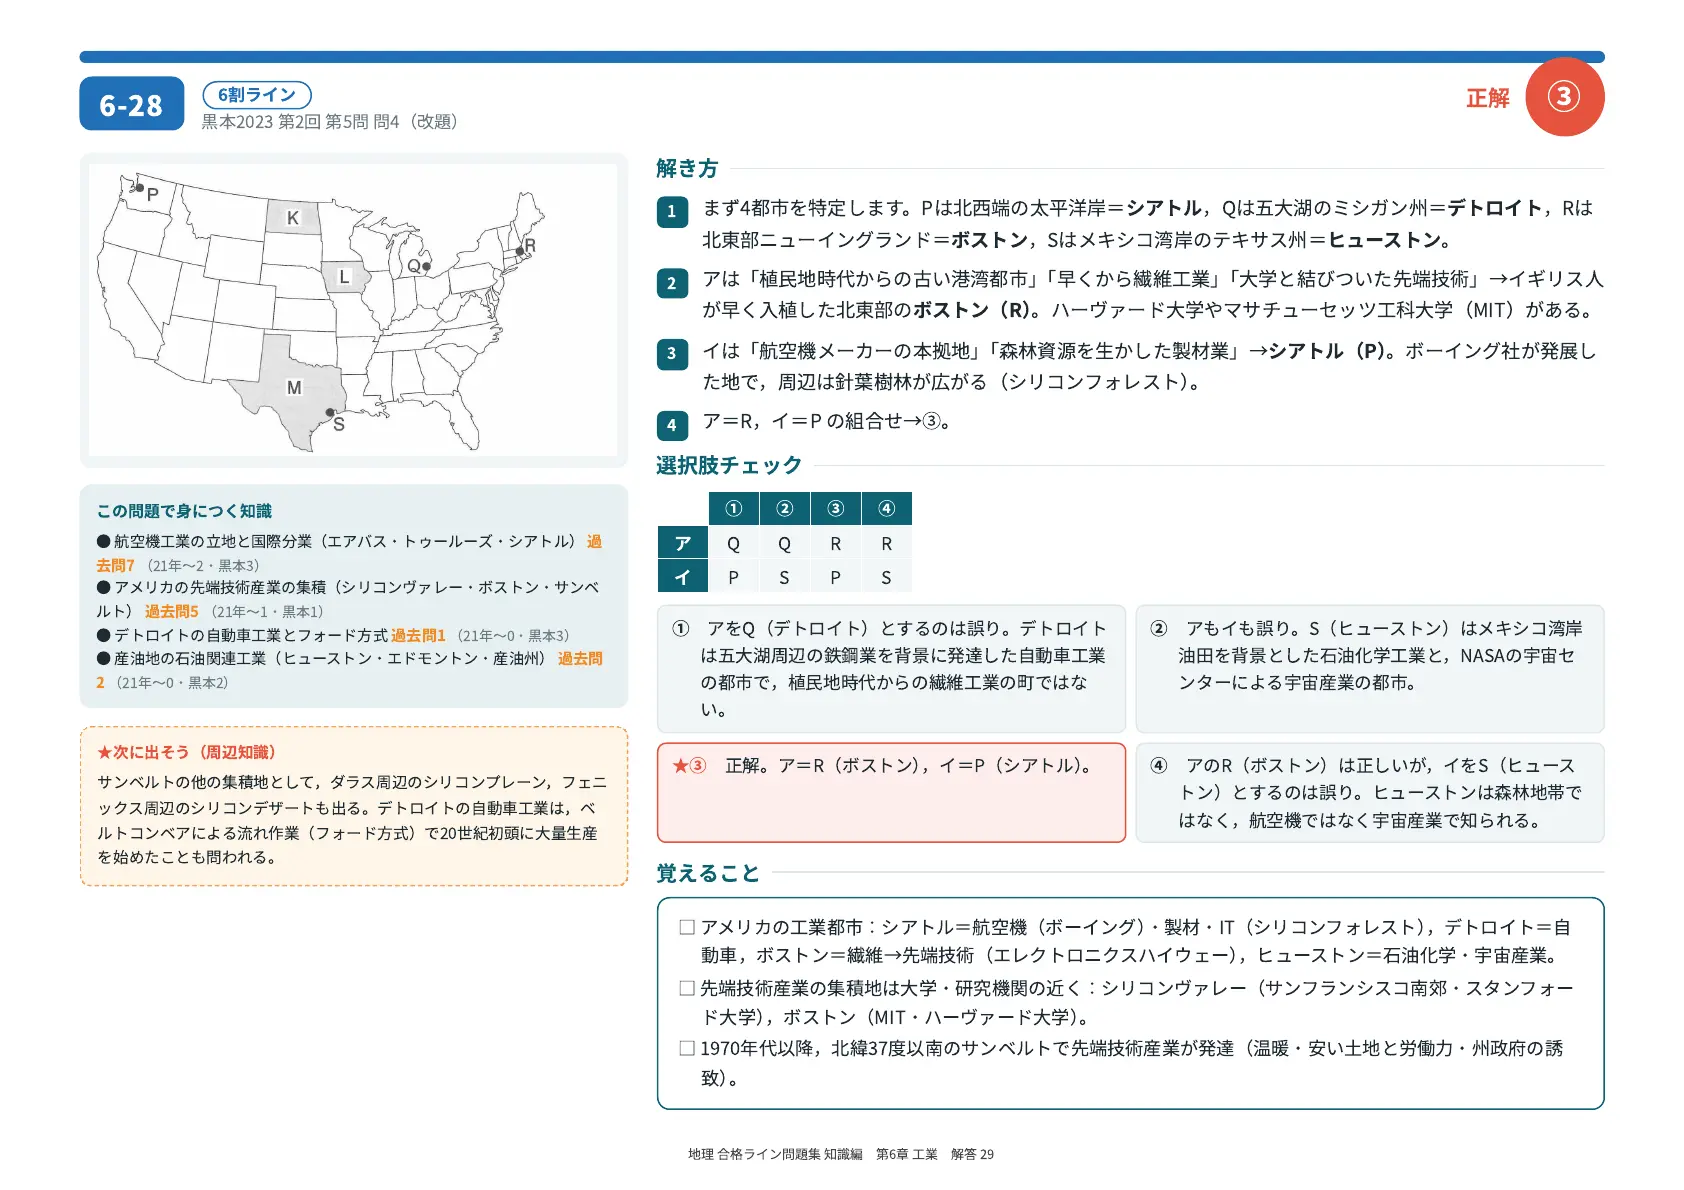 6-28
6割ライン
黒本2023 第2回 第5問 問4（改題）
正解 ③
P
K
R
Q
L
M
S
この問題で身につく知識
● 航空機工業の立地と国際分業（エアバス・トゥールーズ・シアトル） 過
去問7 （21年〜2・黒本3）
● アメリカの先端技術産業の集積（シリコンヴァレー・ボストン・サンベ
ルト） 過去問5 （21年〜1・黒本1）
● デトロイトの自動車工業とフォード方式 過去問1 （21年〜0・黒本3）
● 産油地の石油関連工業（ヒューストン・エドモントン・産油州） 過去問
2 （21年〜0・黒本2）
★次に出そう（周辺知識）
サンベルトの他の集積地として，ダラス周辺のシリコンプレーン，フェニ
ックス周辺のシリコンデザートも出る。デトロイトの自動車工業は，ベ
ルトコンベアによる流れ作業（フォード方式）で20世紀初頭に大量生産
を始めたことも問われる。
解き方
1 まず4都市を特定します。Pは北西端の太平洋岸＝シアトル，Qは五大湖のミシガン州＝デトロイト，Rは
北東部ニューイングランド＝ボストン，Sはメキシコ湾岸のテキサス州＝ヒューストン。
2 アは「植民地時代からの古い港湾都市」「早くから繊維工業」「大学と結びついた先端技術」→イギリス人
が早く入植した北東部のボストン（R）。ハーヴァード大学やマサチューセッツ工科大学（MIT）がある。
3 イは「航空機メーカーの本拠地」「森林資源を生かした製材業」→シアトル（P）。ボーイング社が発展し
た地で，周辺は針葉樹林が広がる（シリコンフォレスト）。
4 ア＝R，イ＝P の組合せ→③。
選択肢チェック
① ② ③ ④
ア Q Q R R
イ P S P S
① アをQ（デトロイト）とするのは誤り。デトロイト
は五大湖周辺の鉄鋼業を背景に発達した自動車工業
の都市で，植民地時代からの繊維工業の町ではな
い。
② アもイも誤り。S（ヒューストン）はメキシコ湾岸
油田を背景とした石油化学工業と，NASAの宇宙セ
ンターによる宇宙産業の都市。
★③ 正解。ア＝R（ボストン），イ＝P（シアトル）。
④ アのR（ボストン）は正しいが，イをS（ヒュース
トン）とするのは誤り。ヒューストンは森林地帯で
はなく，航空機ではなく宇宙産業で知られる。
覚えること
□ アメリカの工業都市：シアトル＝航空機（ボーイング）・製材・IT（シリコンフォレスト），デトロイト＝自
動車，ボストン＝繊維→先端技術（エレクトロニクスハイウェー），ヒューストン＝石油化学・宇宙産業。
□ 先端技術産業の集積地は大学・研究機関の近く：シリコンヴァレー（サンフランシスコ南郊・スタンフォー
ド大学），ボストン（MIT・ハーヴァード大学）。
□ 1970年代以降，北緯37度以南のサンベルトで先端技術産業が発達（温暖・安い土地と労働力・州政府の誘
致）。
地理 合格ライン問題集 知識編　第6章 工業　解答 29